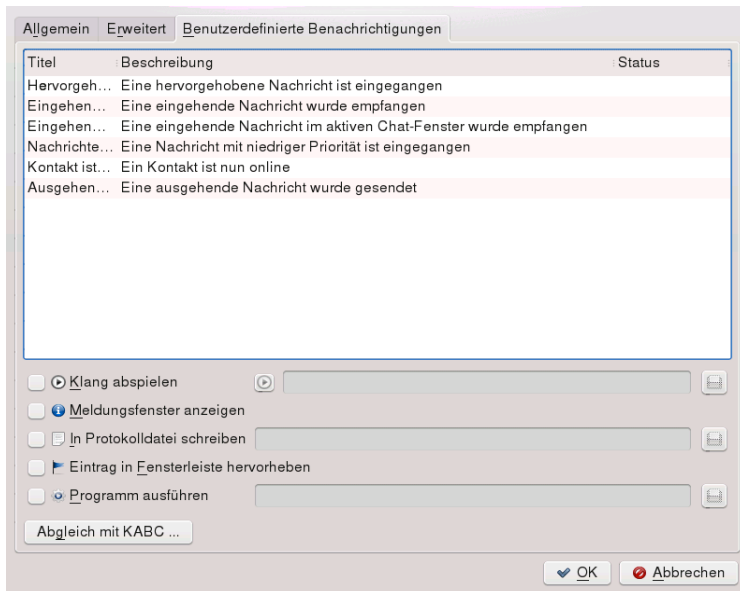 Allgemein Erweitert Benutzerdefinierte Benachrichtigungen
Titel Beschreibung Status
Hervorgeh... Eine hervorgehobene Nachricht ist eingegangen
Eingehen... Eine eingehende Nachricht wurde empfangen
Eingehen... Eine eingehende Nachricht im aktiven Chat-Fenster wurde empfangen
Nachrichte... Eine Nachricht mit niedriger Priorität ist eingegangen
Kontakt ist... Ein Kontakt ist nun online
Ausgehen... Eine ausgehende Nachricht wurde gesendet
Klang abspielen
Meldungsfenster anzeigen
In Protokolldatei schreiben
Eintrag in Fensterleiste hervorheben
Programm ausführen
Abgleich mit KABC ...
OK Abbrechen